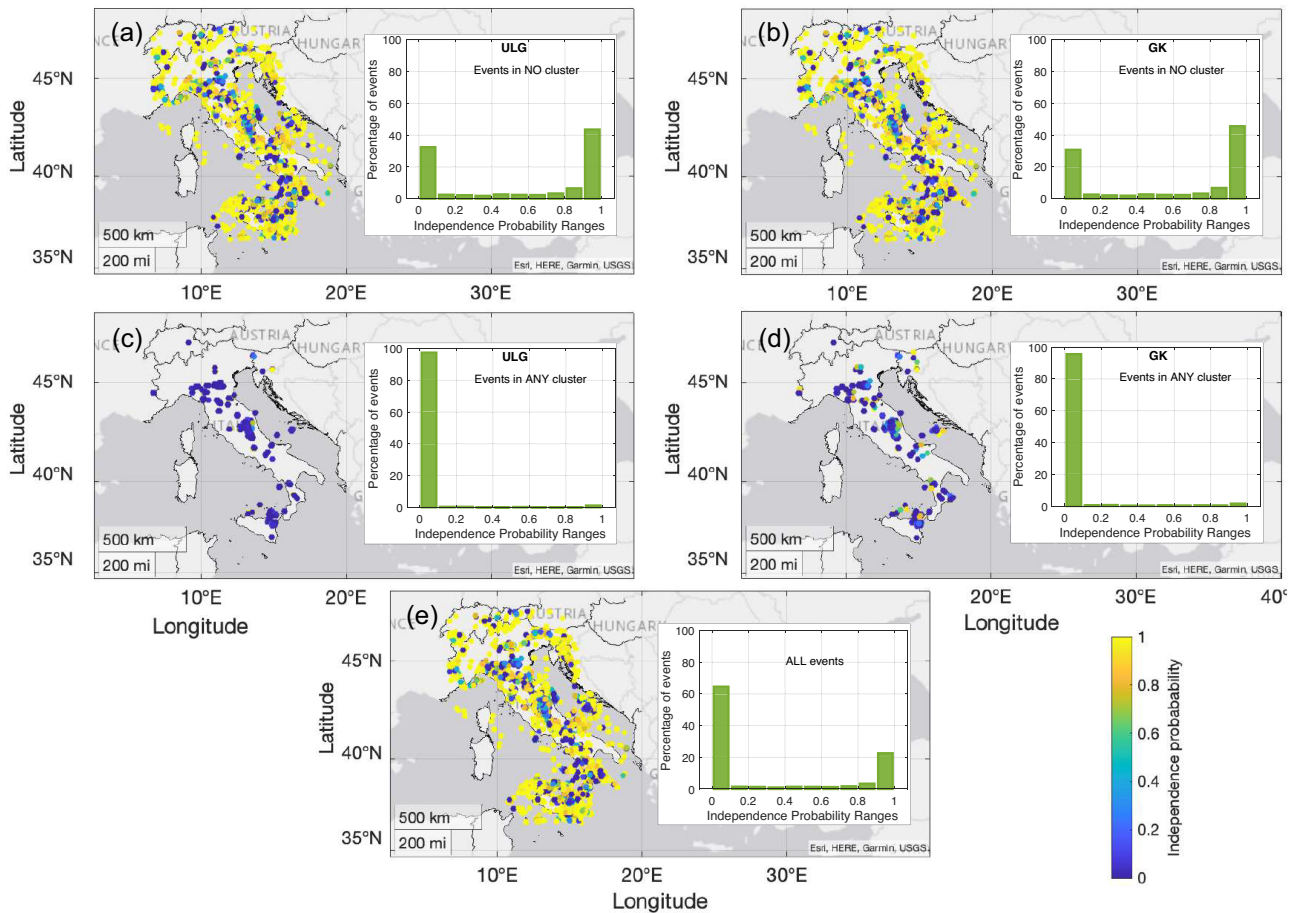 (a)
AUSTRIA
HUNGARY
ULG
Events in NO cluster
Percentage of events
100
80
60
40
20
0
0
0.2
0.4
0.6
0.8
1
Independence Probability Ranges
Latitude
45°N
40°N
35°N
500 km
200 mi
Esri, HERE, Garmin, USGS
10°E
20°E
30°E
(b)
AUSTRIA
HUNGARY
GK
Events in NO cluster
Percentage of events
100
80
60
40
20
0
0
0.2
0.4
0.6
0.8
1
Independence Probability Ranges
Latitude
45°N
40°N
35°N
500 km
200 mi
Esri, HERE, Garmin, USGS
10°E
20°E
30°E
(c)
AUSTRIA
HUNGARY
ULG
Events in ANY cluster
Percentage of events
100
80
60
40
20
0
0
0.2
0.4
0.6
0.8
1
Independence Probability Ranges
Latitude
45°N
40°N
35°N
500 km
200 mi
Esri, HERE, Garmin, USGS
10°E
20°E
Longitude
(d)
AUSTRIA
HUNGARY
GK
Events in ANY cluster
Percentage of events
100
80
60
40
20
0
0
0.2
0.4
0.6
0.8
1
Independence Probability Ranges
Latitude
45°N
40°N
35°N
500 km
200 mi
Esri, HERE, Garmin, USGS
20°E
30°E
Longitude
(e)
AUSTRIA
HUNGARY
ALL events
Percentage of events
100
80
60
40
20
0
0
0.2
0.4
0.6
0.8
1
Independence Probability Ranges
Latitude
45°N
40°N
35°N
500 km
200 mi
Esri, HERE, Garmin, USGS
10°E
20°E
30°E
Longitude
1
0.8
0.6
0.4
0.2
0
Independence probabability